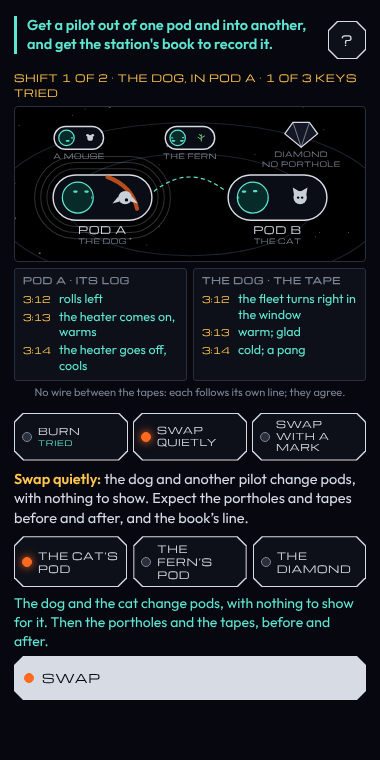 Get a pilot out of one pod and into another,
and get the station's book to record it.
?
SHIFT 1 OF 2 · THE DOG, IN POD A · 1 OF 3 KEYS
TRIED
A MOUSE
THE FERN
DIAMOND
NO PORTHOLE
POD A
THE DOG
POD B
THE CAT
POD A · ITS LOG
3:12 rolls left
3:13 the heater comes on,
warms
3:14 the heater goes off,
cools
THE DOG · THE TAPE
3:12 the fleet turns right in
the window
3:13 warm; glad
3:14 cold; a pang
No wire between the tapes: each follows its own line; they agree.
BURN
TRIED
SWAP
QUIETLY
SWAP
WITH A
MARK
Swap quietly: the dog and another pilot change pods,
with nothing to show. Expect the portholes and tapes
before and after, and the book's line.
THE CAT'S
POD
THE
FERN'S
POD
THE
DIAMOND
The dog and the cat change pods, with nothing to show
for it. Then the portholes and the tapes, before and
after.
SWAP